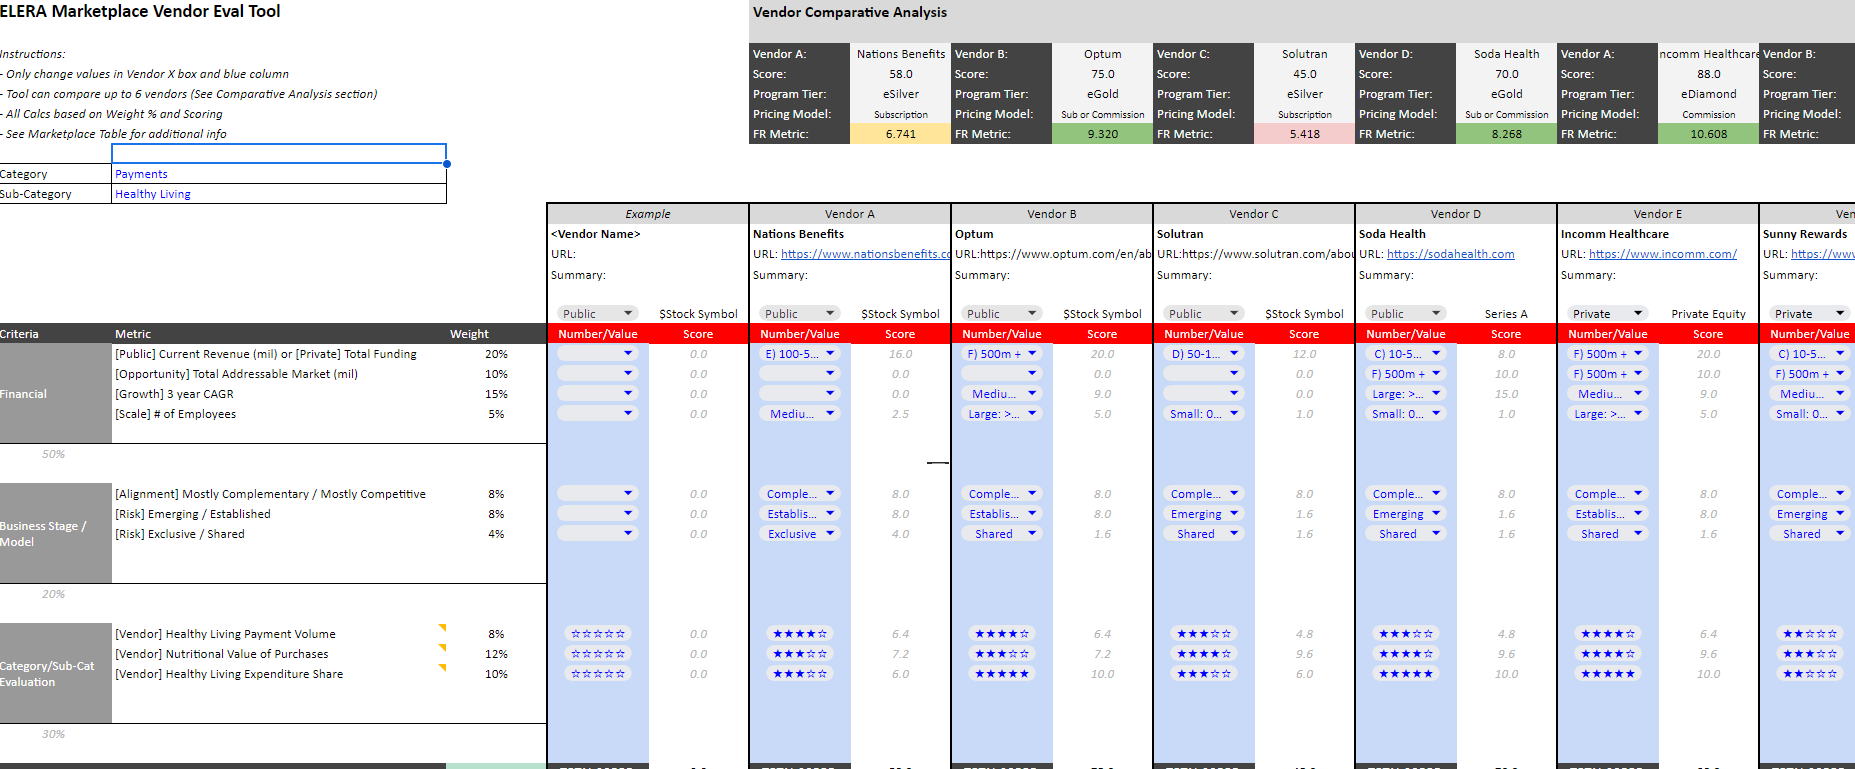 ELERA Marketplace Vendor Eval Tool
Vendor Comparative Analysis
Instructions:
- Only change values in Vendor X box and blue column
- Tool can compare up to 6 vendors (See Comparative Analysis section)
- All Calcs based on Weight % and Scoring
- See Marketplace Table for additional info
Vendor A: Nations Benefits Vendor B: Optum Vendor C: Solutran Vendor D: Soda Health Vendor A: ncomm Healthcare Vendor B:
Score: 58.0 Score: 75.0 Score: 45.0 Score: 70.0 Score: 88.0 Score:
Program Tier: eSilver Program Tier: eGold Program Tier: eSilver Program Tier: eGold Program Tier: eDiamond Program Tier:
Pricing Model: Subscription Pricing Model: Sub or Commission Pricing Model: Subscription Pricing Model: Sub or Commission Pricing Model: Commission Pricing Model:
FR Metric: 6.741 FR Metric: 9.320 FR Metric: 5.418 FR Metric: 8.268 FR Metric: 10.608 FR Metric:
Category Payments
Sub-Category Healthy Living
Example Vendor A Vendor B Vendor C Vendor D Vendor E Ven
<Vendor Name> Nations Benefits Optum Solutran Soda Health Incomm Healthcare Sunny Rewards
URL: URL: https://www.nationsbenefits.co URL:https://www.optum.com/en/ab URL:https://www.solutran.com/abou URL: https://sodahealth.com URL: https://www.incomm.com/ URL: https://www
Summary: Summary: Summary: Summary: Summary: Summary: Summary:
Public $Stock Symbol Public $Stock Symbol Public $Stock Symbol Public $Stock Symbol Public Series A Private Private Equity Private
Criteria Metric Weight Number/Value Score Number/Value Score Number/Value Score Number/Value Score Number/Value Score Number/Value Score Number/Value
[Public] Current Revenue (mil) or [Private] Total Funding 20% 0.0 E) 100-5... 16.0 F) 500m + 20.0 D) 50-1... 12.0 C) 10-5... 8.0 F) 500m + 20.0 C) 10-5...
[Opportunity] Total Addressable Market (mil) 10% 0.0 0.0 0.0 0.0 F) 500m + 10.0 F) 500m + 10.0 F) 500m +
Financial [Growth] 3 year CAGR 15% 0.0 0.0 Mediu... 9.0 0.0 Large: >... 15.0 Mediu... 9.0 Mediu...
[Scale] # of Employees 5% 0.0 Mediu... 2.5 Large: >... 5.0 Small: 0... 1.0 Small: 0... 1.0 Large: >... 5.0 Small: 0...
50%
[Alignment] Mostly Complementary / Mostly Competitive 8% 0.0 Comple... 8.0 Comple... 8.0 Comple... 8.0 Comple... 8.0 Comple... 8.0 Comple...
Business Stage / Model
[Risk] Emerging / Established 8% 0.0 Establis... 8.0 Establis... 8.0 Emerging 1.6 Emerging 1.6 Establis... 8.0 Emerging
[Risk] Exclusive / Shared 4% 0.0 Exclusive 4.0 Shared 1.6 Shared 1.6 Shared 1.6 Shared 1.6 Shared
20%
[Vendor] Healthy Living Payment Volume 8% ☆☆☆☆☆ 0.0 ★★★★☆ 6.4 ★★★★☆ 6.4 ★★★☆☆ 4.8 ★★★☆☆ 4.8 ★★★★☆ 6.4 ★★☆☆☆
[Vendor] Nutritional Value of Purchases 12% ☆☆☆☆☆ 0.0 ★★★☆☆ 7.2 ★★★☆☆ 7.2 ★★★★☆ 9.6 ★★★★☆ 9.6 ★★★★☆ 9.6 ★★★☆☆
Category/Sub-Cat Evaluation
[Vendor] Healthy Living Expenditure Share 10% ☆☆☆☆☆ 0.0 ★★★☆☆ 6.0 ★★★★★ 10.0 ★★★☆☆ 6.0 ★★★★★ 10.0 ★★★★★ 10.0 ★★☆☆☆
30%